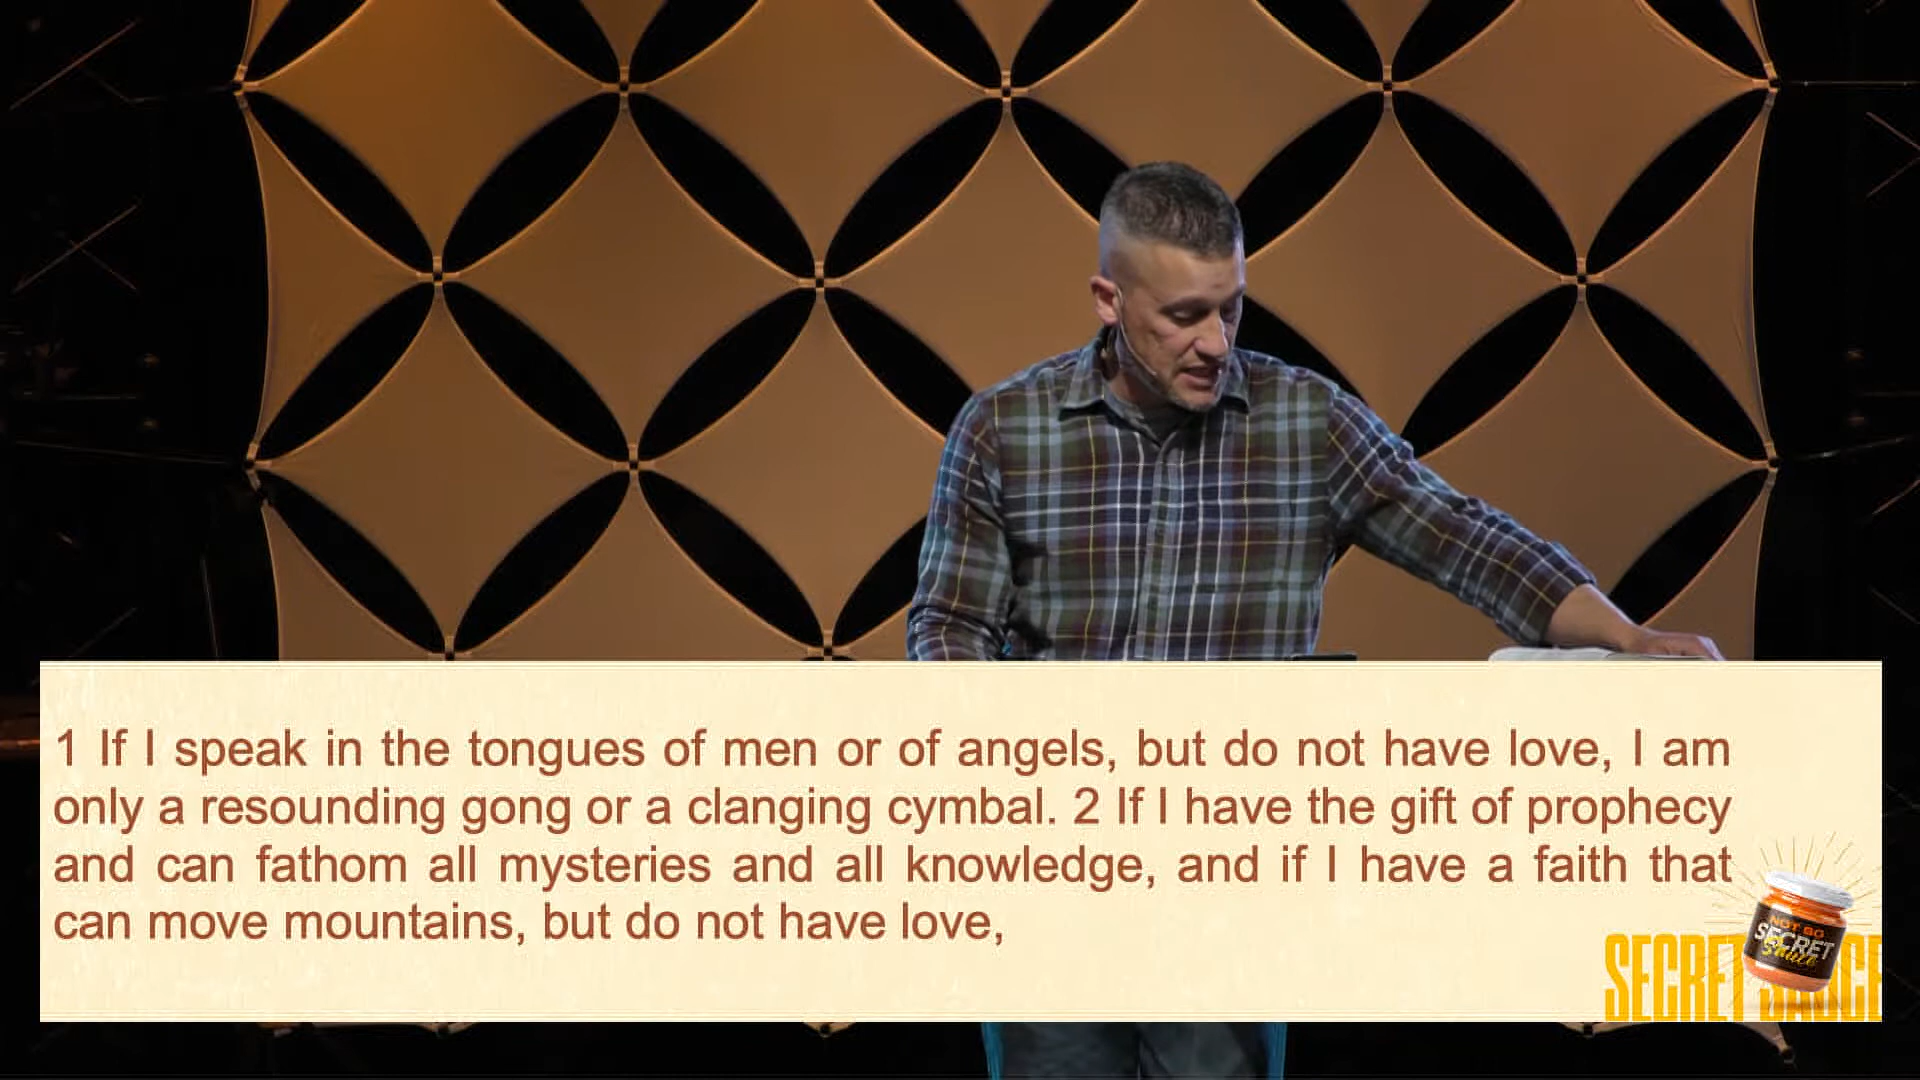 1 If I speak in the tongues of men or of angels, but do not have love, I am
only a resounding gong or a clanging cymbal. 2 If I have the gift of prophecy
and can fathom all mysteries and all knowledge, and if I have a faith that
can move mountains, but do not have love,
NOT SO
SECRET
Sauce
SECRET SAUCE